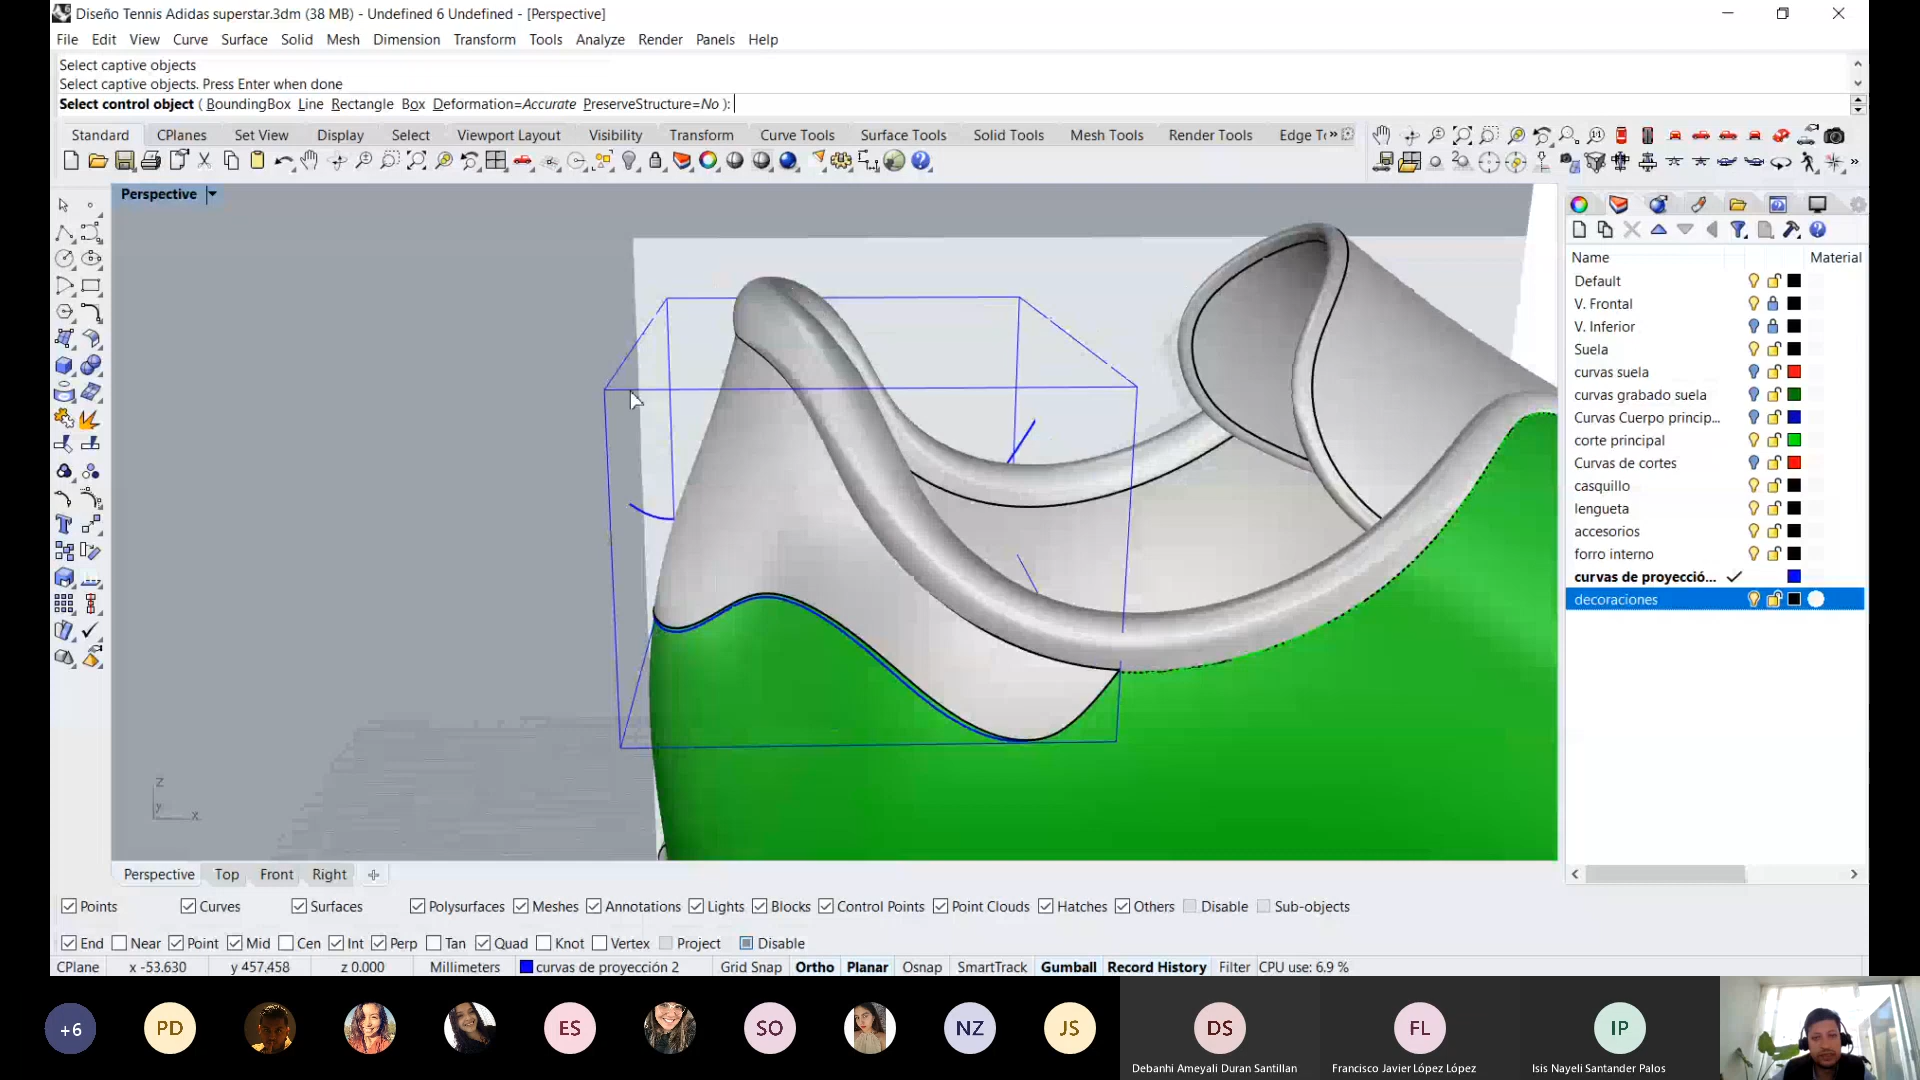 Diseño Tennis Adidas superstar.3dm (38 MB) - Undefined 6 Undefined - [Perspective]
File Edit View Curve Surface Solid Mesh Dimension Transform Tools Analyze Render Panels Help
Select captive objects
Select captive objects. Press Enter when done
Select control object ( BoundingBox Line Rectangle Box Deformation=Accurate PreserveStructure=No ):
Standard CPlanes Set View Display Select Viewport Layout Visibility Transform Curve Tools Surface Tools Solid Tools Mesh Tools Render Tools Edge To
Perspective
Name Material
Default
V. Frontal
V. Inferior
Suela
curvas suela
curvas grabado suela
Curvas Cuerpo princip...
corte principal
Curvas de cortes
casquillo
lengueta
accesorios
forro interno
curvas de proyecció...
decoraciones
z
y
x
Perspective Top Front Right
Points Curves Surfaces Polysurfaces Meshes Annotations Lights Blocks Control Points Point Clouds Hatches Others Disable Sub-objects
End Near Point Mid Cen Int Perp Tan Quad Knot Vertex Project Disable
CPlane x -53.630 y 457.458 z 0.000 Millimeters curvas de proyección 2 Grid Snap Ortho Planar Osnap SmartTrack Gumball Record History Filter CPU use: 6.9 %
+6 PD ES SO NZ JS DS FL IP
Debanhi Ameyali Duran Santillan Francisco Javier López López Isis Nayeli Santander Palos